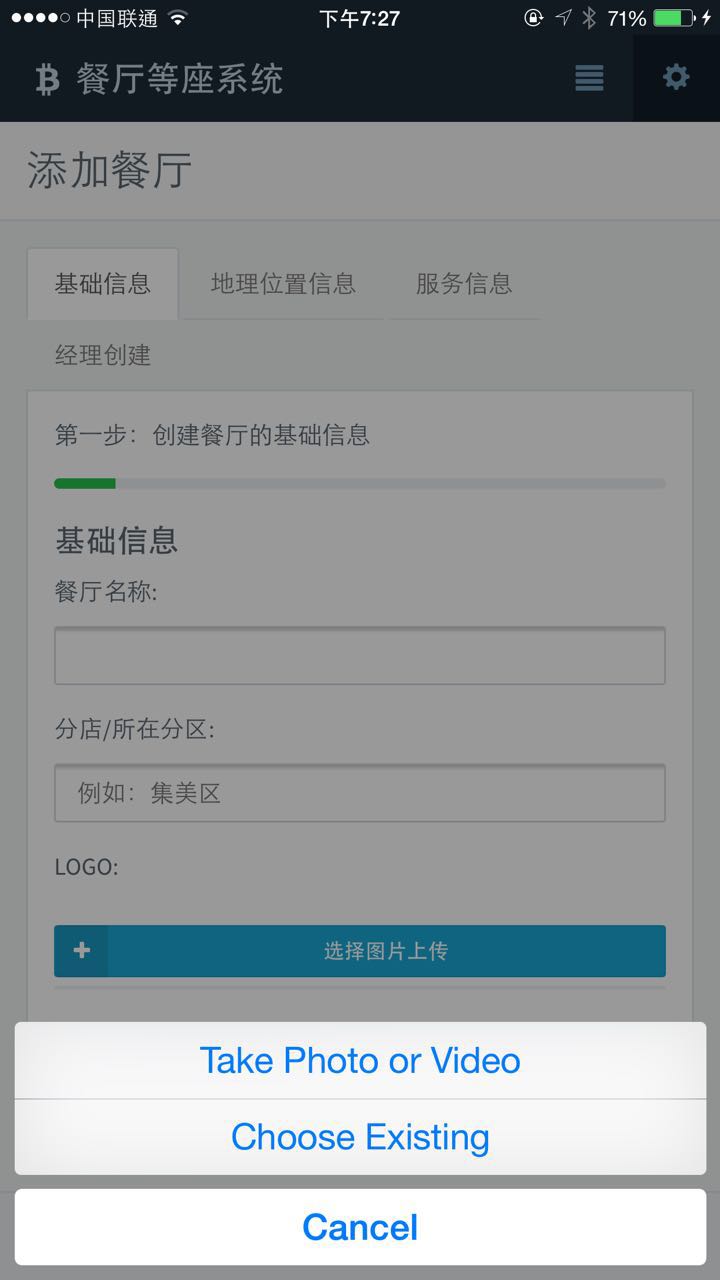 中国联通 下午7:27 71%
餐厅等座系统
添加餐厅
基础信息 地理位置信息 服务信息
经理创建
第一步：创建餐厅的基础信息
基础信息
餐厅名称:
分店/所在分区:
例如：集美区
LOGO:
选择图片上传
Take Photo or Video
Choose Existing
Cancel